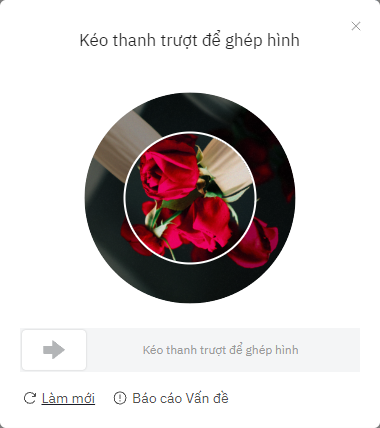 Kéo thanh trượt để ghép hình
Kéo thanh trượt để ghép hình
Làm mới
Báo cáo Vấn đề